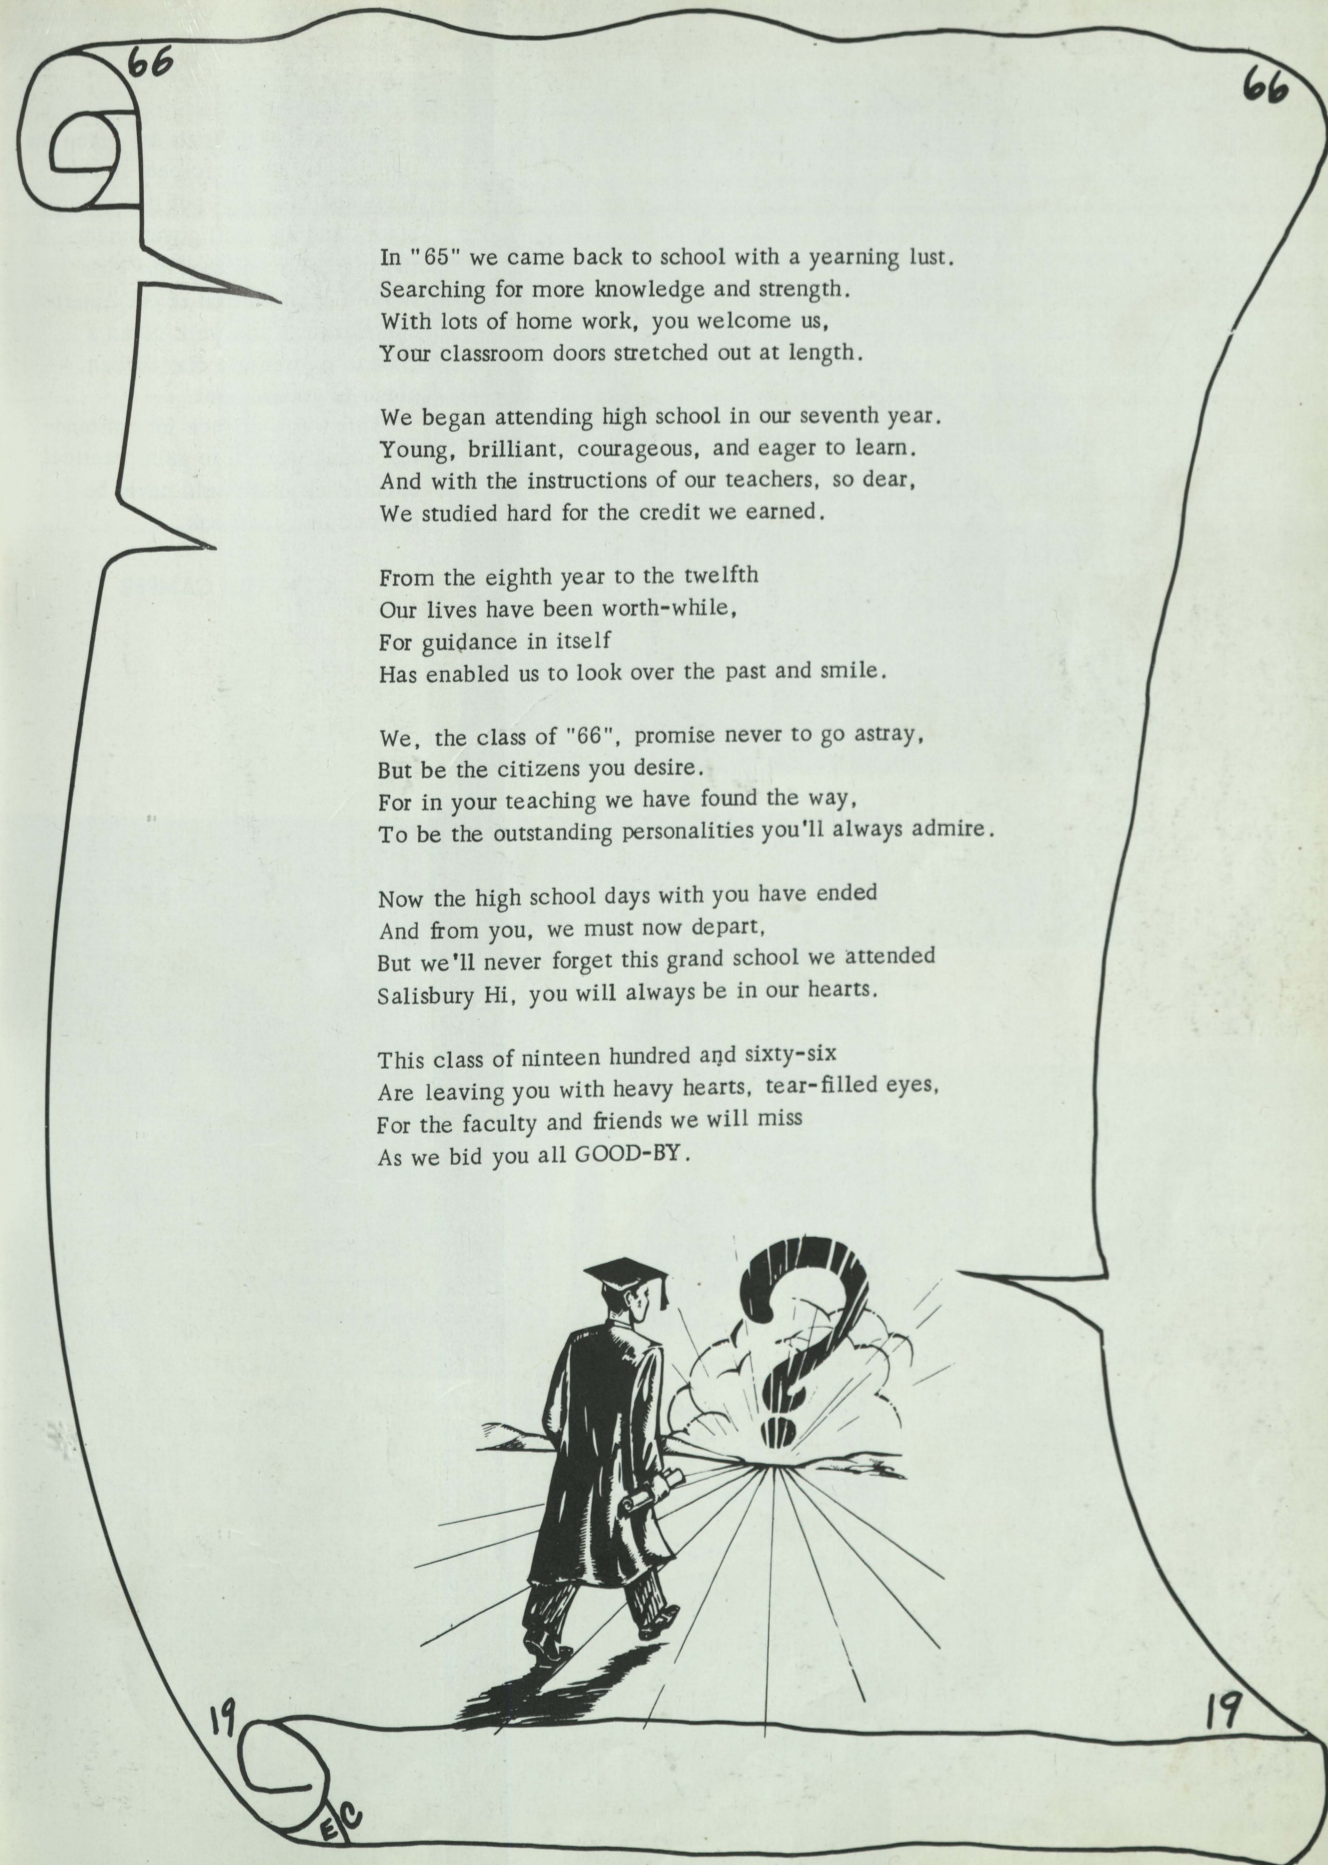 66
66
In "65" we came back to school with a yearning lust.
Searching for more knowledge and strength.
With lots of home work, you welcome us,
Your classroom doors stretched out at length.

We began attending high school in our seventh year.
Young, brilliant, courageous, and eager to learn.
And with the instructions of our teachers, so dear,
We studied hard for the credit we earned.

From the eighth year to the twelfth
Our lives have been worth-while,
For guidance in itself
Has enabled us to look over the past and smile.

We, the class of "66", promise never to go astray,
But be the citizens you desire.
For in your teaching we have found the way,
To be the outstanding personalities you'll always admire.

Now the high school days with you have ended
And from you, we must now depart,
But we'll never forget this grand school we attended
Salisbury Hi, you will always be in our hearts.

This class of ninteen hundred and sixty-six
Are leaving you with heavy hearts, tear-filled eyes,
For the faculty and friends we will miss
As we bid you all GOOD-BY.
?
19
19
E C